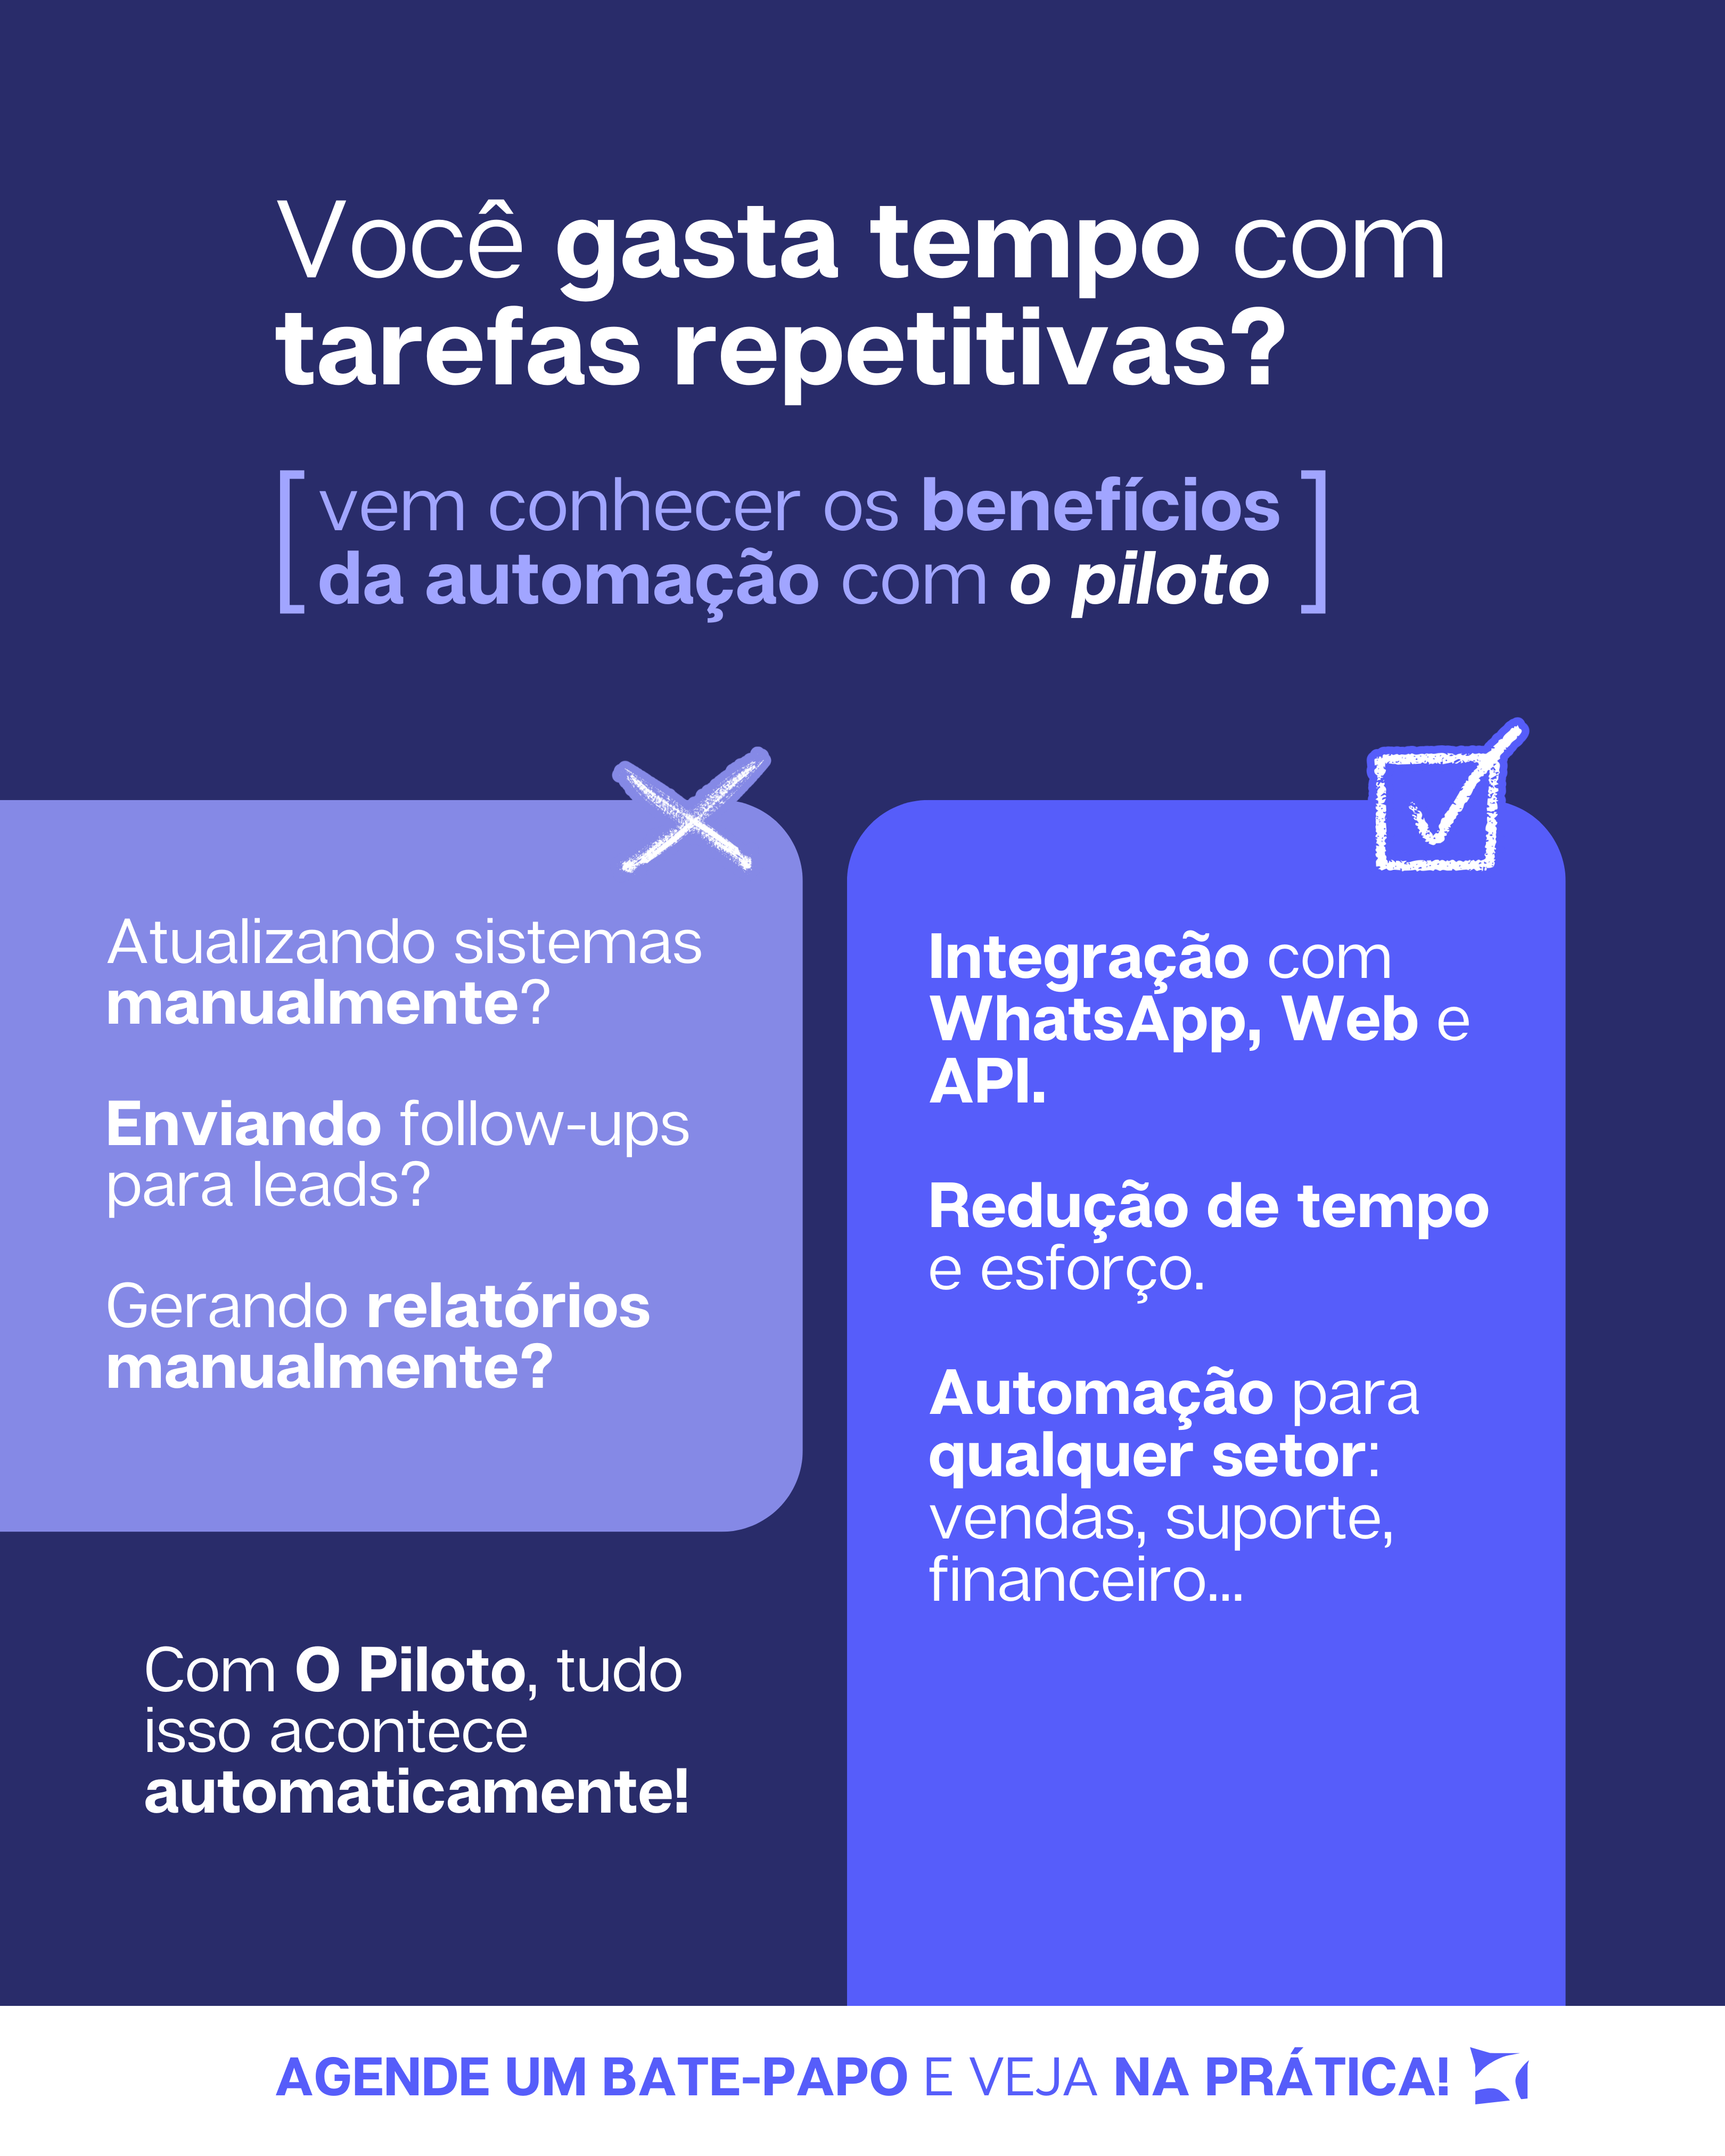 Você gasta tempo com
tarefas repetitivas?
[vem conhecer os benefícios
da automação com o piloto]
Atualizando sistemas
manualmente?
Enviando follow-ups
para leads?
Gerando relatórios
manualmente?
Com O Piloto, tudo
isso acontece
automaticamente!
Integração com
WhatsApp, Web e
API.
Redução de tempo
e esforço.
Automação para
qualquer setor:
vendas, suporte,
financeiro...
AGENDE UM BATE-PAPO E VEJA NA PRÁTICA!